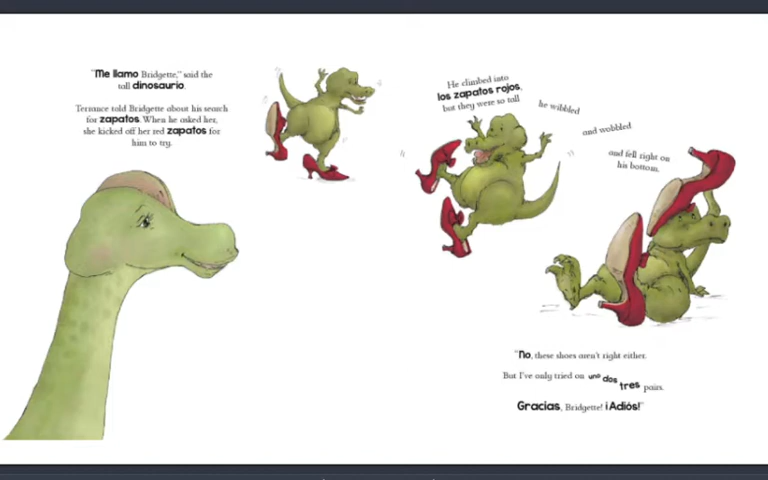 "Me llamo Bridgette," said the
tall dinosaurio.
Terrance told Bridgette about his search
for zapatos. When he asked her,
she kicked off her red zapatos for
him to try.
He climbed into
los zapatos rojos,
but they were so tall
he wibbled
and wobbled
and fell right on
his bottom.
"No, these shoes aren't right either.
But I've only tried on uno dos tres pairs.
Gracias, Bridgette! ¡Adiós!"